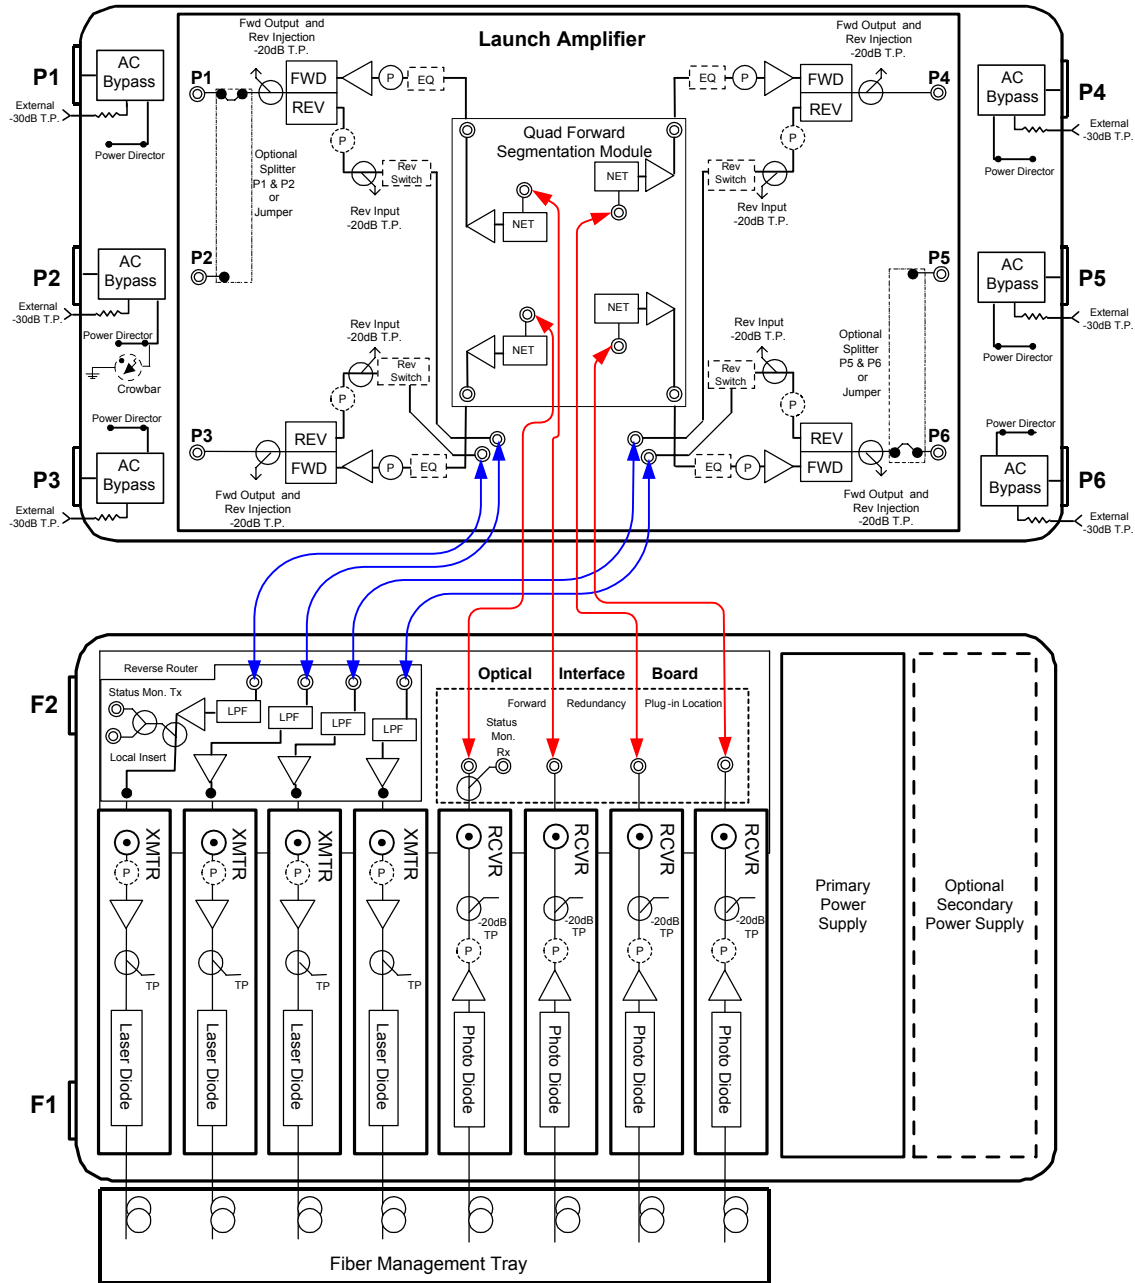 Launch Amplifier
Fwd Output and
Rev Injection
-20dB T.P.
Fwd Output and
Rev Injection
-20dB T.P.
P1
AC
Bypass
External
-30dB T.P.
Power Director
P1
FWD
REV
P
EQ
P
Rev
Switch
Rev Input
-20dB T.P.
Optional
Splitter
P1 & P2
or
Jumper
Quad Forward
Segmentation Module
NET
NET
NET
NET
EQ
P
FWD
REV
P4
P
Rev
Switch
Rev Input
-20dB T.P.
AC
Bypass
P4
External
-30dB T.P.
Power Director
P2
AC
Bypass
External
-30dB T.P.
Power Director
Crowbar
P2
P5
AC
Bypass
P5
External
-30dB T.P.
Power Director
Optional
Splitter
P5 & P6
or
Jumper
Rev Input
-20dB T.P.
Rev
Switch
P
Rev Input
-20dB T.P.
Rev
Switch
P
Power Director
P3
AC
Bypass
External
-30dB T.P.
P3
REV
FWD
P
EQ
Fwd Output and
Rev Injection
-20dB T.P.
EQ
P
REV
FWD
P6
Fwd Output and
Rev Injection
-20dB T.P.
Power Director
AC
Bypass
P6
External
-30dB T.P.
F2
Reverse Router
Status Mon. Tx
Local Insert
LPF
LPF
LPF
LPF
Optical Interface Board
Forward Redundancy Plug-in Location
Status
Mon.
Rx
XMTR
P
TP
Laser Diode
XMTR
P
TP
Laser Diode
XMTR
P
TP
Laser Diode
XMTR
P
TP
Laser Diode
RCVR
-20dB
TP
P
Photo Diode
RCVR
-20dB
TP
P
Photo Diode
RCVR
-20dB
TP
P
Photo Diode
RCVR
-20dB
TP
P
Photo Diode
Primary
Power
Supply
Optional
Secondary
Power Supply
F1
Fiber Management Tray